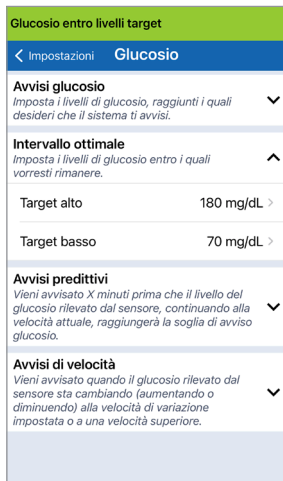 Glucosio entro livelli target
Impostazioni Glucosio
Avvisi glucosio
Imposta i livelli di glucosio, raggiunti i quali
desideri che il sistema ti avvisi.
Intervallo ottimale
Imposta i livelli di glucosio entro i quali
vorresti rimanere.
Target alto 180 mg/dL
Target basso 70 mg/dL
Avvisi predittivi
Vieni avvisato X minuti prima che il livello del
glucosio rilevato dal sensore, continuando alla
velocità attuale, raggiungerà la soglia di avviso
glucosio.
Avvisi di velocità
Vieni avvisato quando il glucosio rilevato dal
sensore sta cambiando (aumentando o
diminuendo) alla velocità di variazione
impostata o a una velocità superiore.